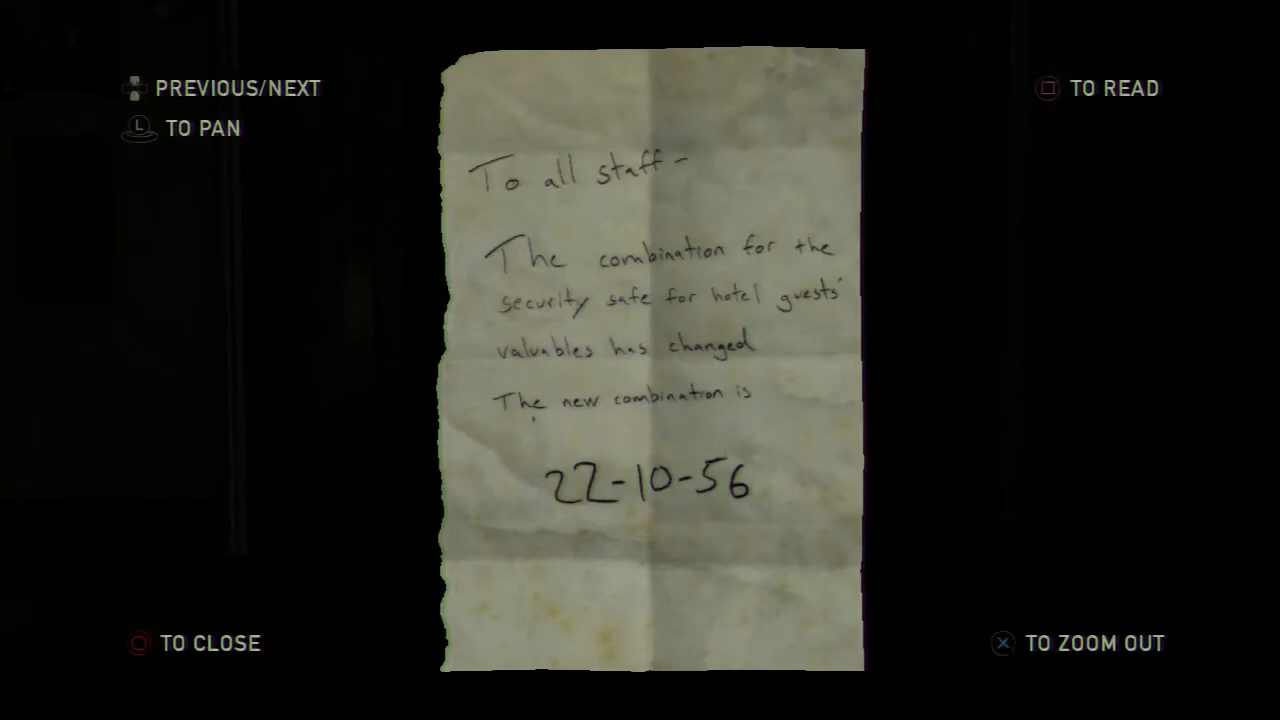 PREVIOUS/NEXT
L TO PAN
TO READ
To all staff-
The combination for the
security safe for hotel guests'
valuables has changed
The new combination is
22-10-56
TO CLOSE
TO ZOOM OUT